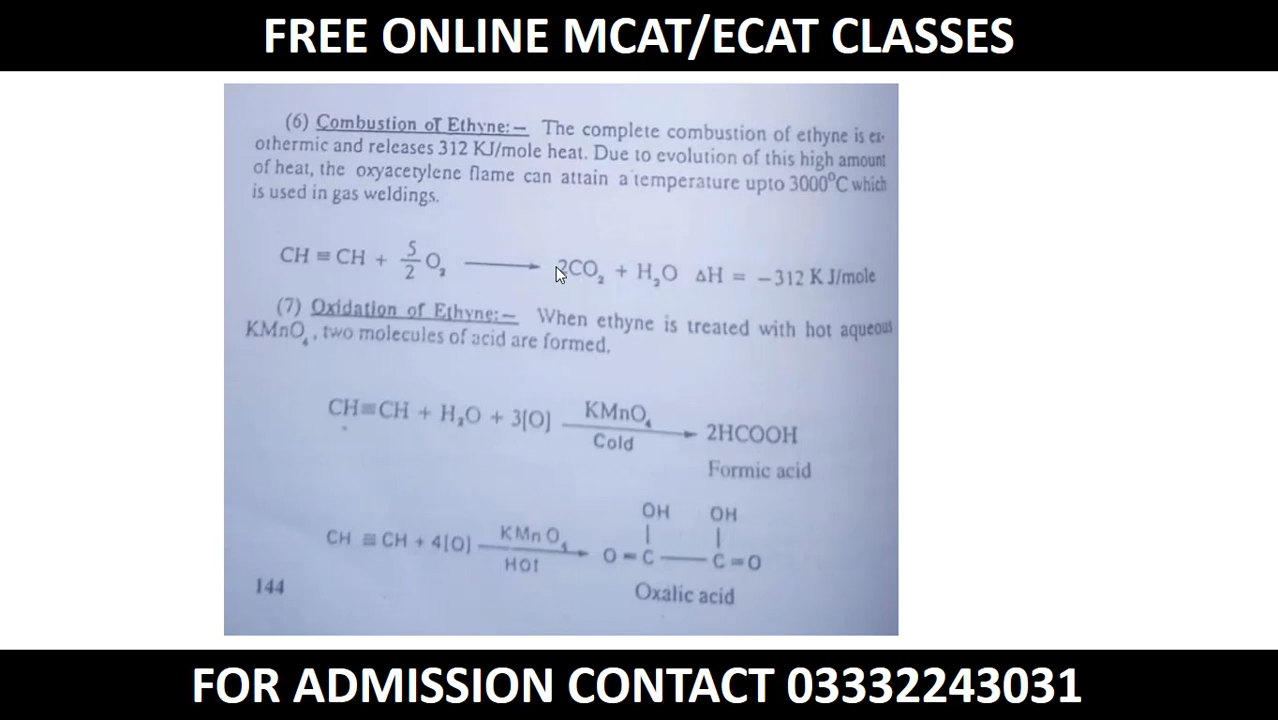 FREE ONLINE MCAT/ECAT CLASSES
(6) Combustion of Ethyne:— The complete combustion of ethyne is ex-
othermic and releases 312 KJ/mole heat. Due to evolution of this high amount
of heat, the oxyacetylene flame can attain a temperature upto 3000°C which
is used in gas weldings.
CH ≡ CH + 5/2 O₂ ⟶ 2CO₂ + H₂O ΔH = −312 KJ/mole
(7) Oxidation of Ethyne:— When ethyne is treated with hot aqueous
KMnO₄, two molecules of acid are formed.
CH≡CH + H₂O + 3[O] KMnO₄ ⟶ 2HCOOH
Cold
Formic acid
OH OH
CH ≡ CH + 4[O] KMnO₄ ⟶ O = C — C = O
HOt
Oxalic acid
144
FOR ADMISSION CONTACT 03332243031